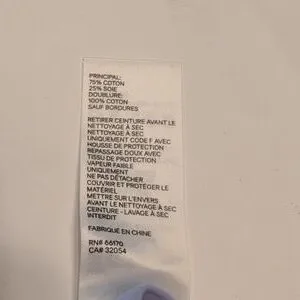 PRINCIPAL:
75% COTON
25% SOIE
DOUBLURE:
100% COTON
SAUF BORDURES
RETIRER CEINTURE AVANT LE
NETTOYAGE À SEC
NETTOYAGE À SEC
UNIQUEMENT CODE F AVEC
HOUSSE DE PROTECTION
REPASSAGE DOUX AVEC
TISSU DE PROTECTION
VAPEUR FAIBLE
UNIQUEMENT
NE PAS DÉTACHER
COUVRIR ET PROTÉGER LE
MATÉRIEL
METTRE SUR L'ENVERS
AVANT LE NETTOYAGE À SEC
CEINTURE - LAVAGE À SEC
INTERDIT
FABRIQUÉ EN CHINE
RN# 66170
CA# 32054